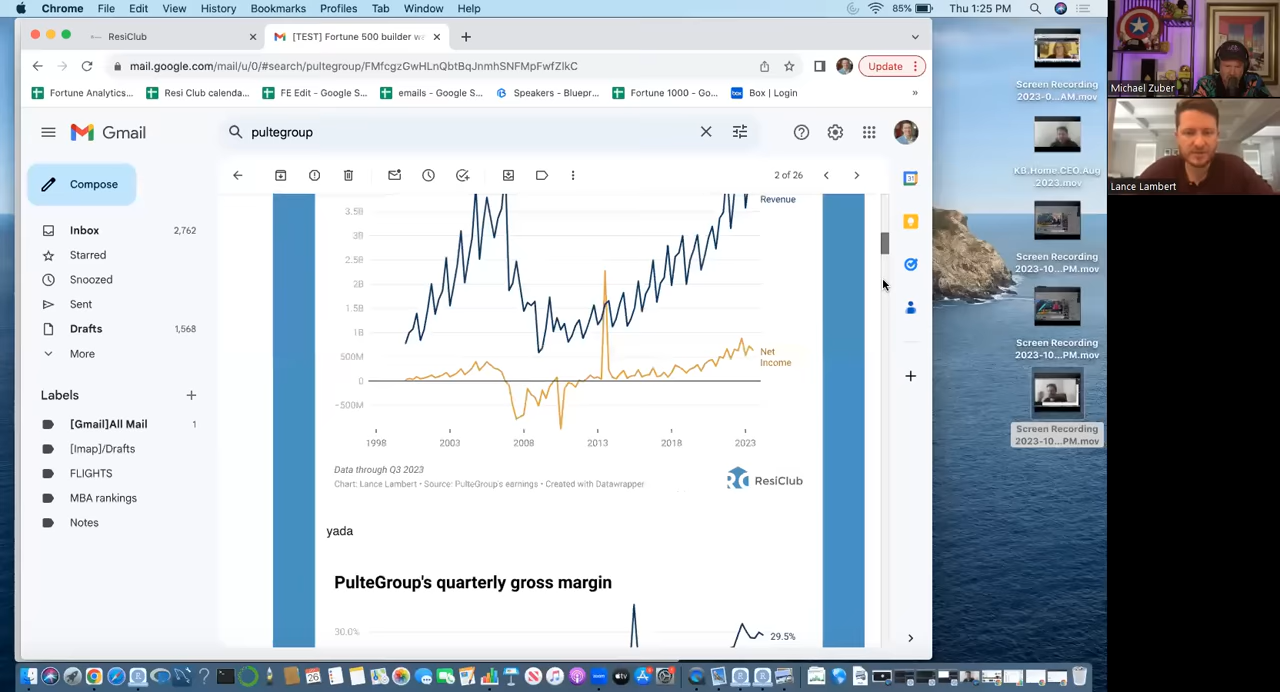 Chrome File Edit View History Bookmarks Profiles Tab Window Help
85% Thu 1:25 PM
ResiClub
[TEST] Fortune 500 builder w
mail.google.com/mail/u/0/#search/pultegroup/
Update
Fortune Analytics...
Resi Club calenda...
FE Edit - Google S...
emails - Google S...
Speakers - Bluepr...
Fortune 1000 - Go...
Box | Login
»
Gmail
pultegroup
Compose
2 of 26
Inbox 2,762
Starred
Snoozed
Sent
Drafts 1,568
More
Labels
[Gmail]All Mail 1
[Imap]/Drafts
FLIGHTS
MBA rankings
Notes
Revenue
3.5B
3B
2.5B
2B
1.5B
1B
500M
0
-500M
Net
Income
1998 2003 2008 2013 2018 2023
Data through Q3 2023
Chart: Lance Lambert • Source: PulteGroup's earnings • Created with Datawrapper
RC ResiClub
yada
PulteGroup's quarterly gross margin
30.0%
29.5%
Screen Recording
2023-0...AM.mov
KB.Home.CEO.Aug
2023.mov
Screen Recording
2023-10...PM.mov
Screen Recording
2023-10...PM.mov
Screen Recording
2023-10...PM.mov
Michael Zuber
Lance Lambert